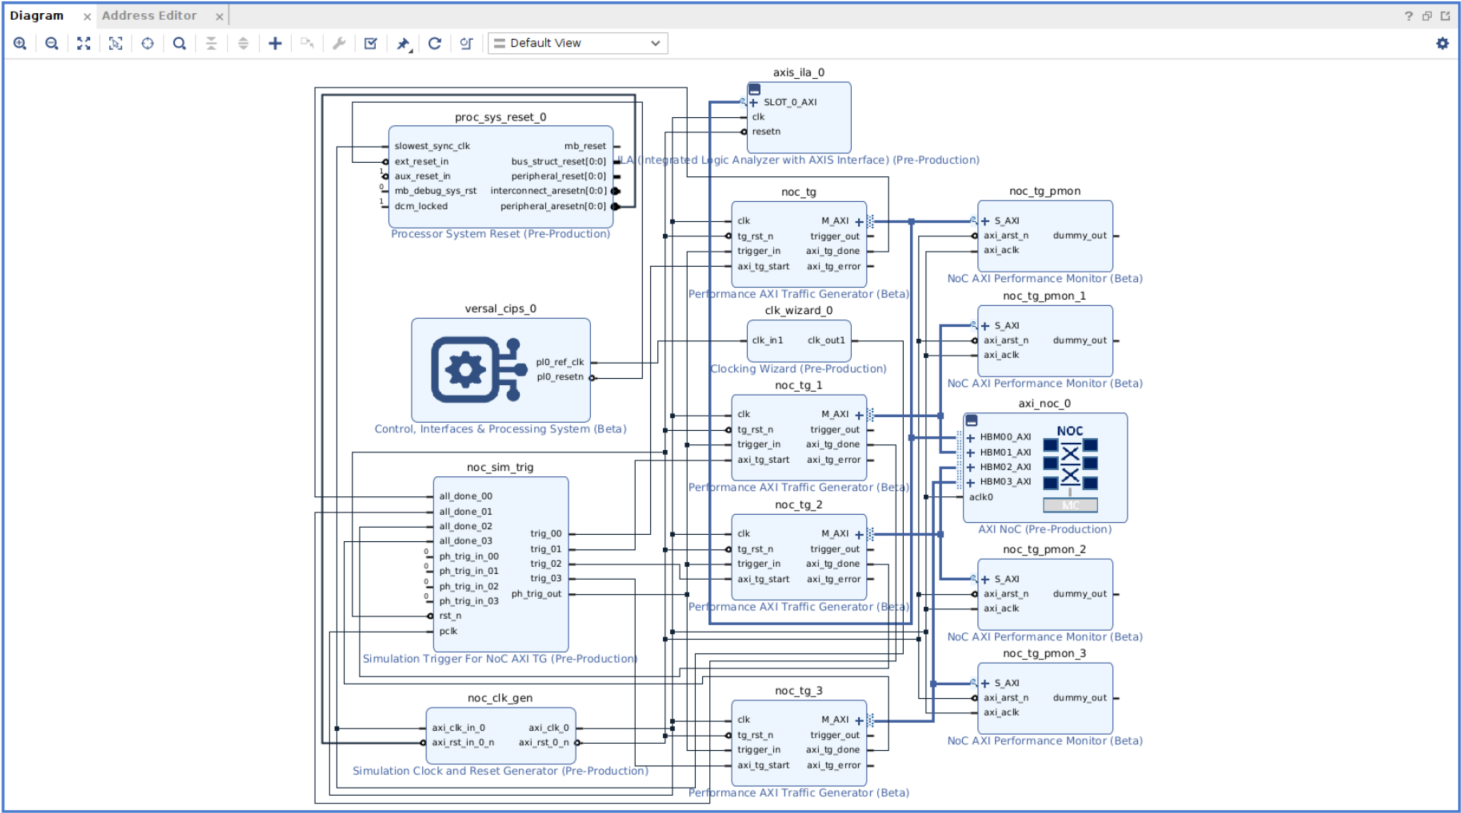 Diagram
Address Editor
?
Default View
axis_ila_0
SLOT_0_AXI
clk
resetn
ILA (Integrated Logic Analyzer with AXIS Interface) (Pre-Production)
proc_sys_reset_0
slowest_sync_clk
mb_reset
ext_reset_in
bus_struct_reset[0:0]
1
aux_reset_in
peripheral_reset[0:0]
0
mb_debug_sys_rst
interconnect_aresetn[0:0]
1
dcm_locked
peripheral_aresetn[0:0]
Processor System Reset (Pre-Production)
noc_tg
clk
M_AXI
tg_rst_n
trigger_out
trigger_in
axi_tg_done
axi_tg_start
axi_tg_error
Performance AXI Traffic Generator (Beta)
noc_tg_pmon
S_AXI
axi_arst_n
dummy_out
axi_aclk
NoC AXI Performance Monitor (Beta)
versal_cips_0
pl0_ref_clk
pl0_resetn
Control, Interfaces & Processing System (Beta)
clk_wizard_0
clk_in1
clk_out1
Clocking Wizard (Pre-Production)
noc_tg_pmon_1
S_AXI
axi_arst_n
dummy_out
axi_aclk
NoC AXI Performance Monitor (Beta)
noc_tg_1
clk
M_AXI
tg_rst_n
trigger_out
trigger_in
axi_tg_done
axi_tg_start
axi_tg_error
Performance AXI Traffic Generator (Beta)
axi_noc_0
NOC
HBM00_AXI
HBM01_AXI
HBM02_AXI
HBM03_AXI
aclk0
MC
AXI NoC (Pre-Production)
noc_sim_trig
all_done_00
all_done_01
all_done_02
all_done_03
0
ph_trig_in_00
0
ph_trig_in_01
0
ph_trig_in_02
0
ph_trig_in_03
rst_n
pclk
trig_00
trig_01
trig_02
trig_03
ph_trig_out
Simulation Trigger For NoC AXI TG (Pre-Production)
noc_tg_2
clk
M_AXI
tg_rst_n
trigger_out
trigger_in
axi_tg_done
axi_tg_start
axi_tg_error
Performance AXI Traffic Generator (Beta)
noc_tg_pmon_2
S_AXI
axi_arst_n
dummy_out
axi_aclk
NoC AXI Performance Monitor (Beta)
noc_clk_gen
axi_clk_in_0
axi_clk_0
axi_rst_in_0_n
axi_rst_0_n
Simulation Clock and Reset Generator (Pre-Production)
noc_tg_3
clk
M_AXI
tg_rst_n
trigger_out
trigger_in
axi_tg_done
axi_tg_start
axi_tg_error
Performance AXI Traffic Generator (Beta)
noc_tg_pmon_3
S_AXI
axi_arst_n
dummy_out
axi_aclk
NoC AXI Performance Monitor (Beta)